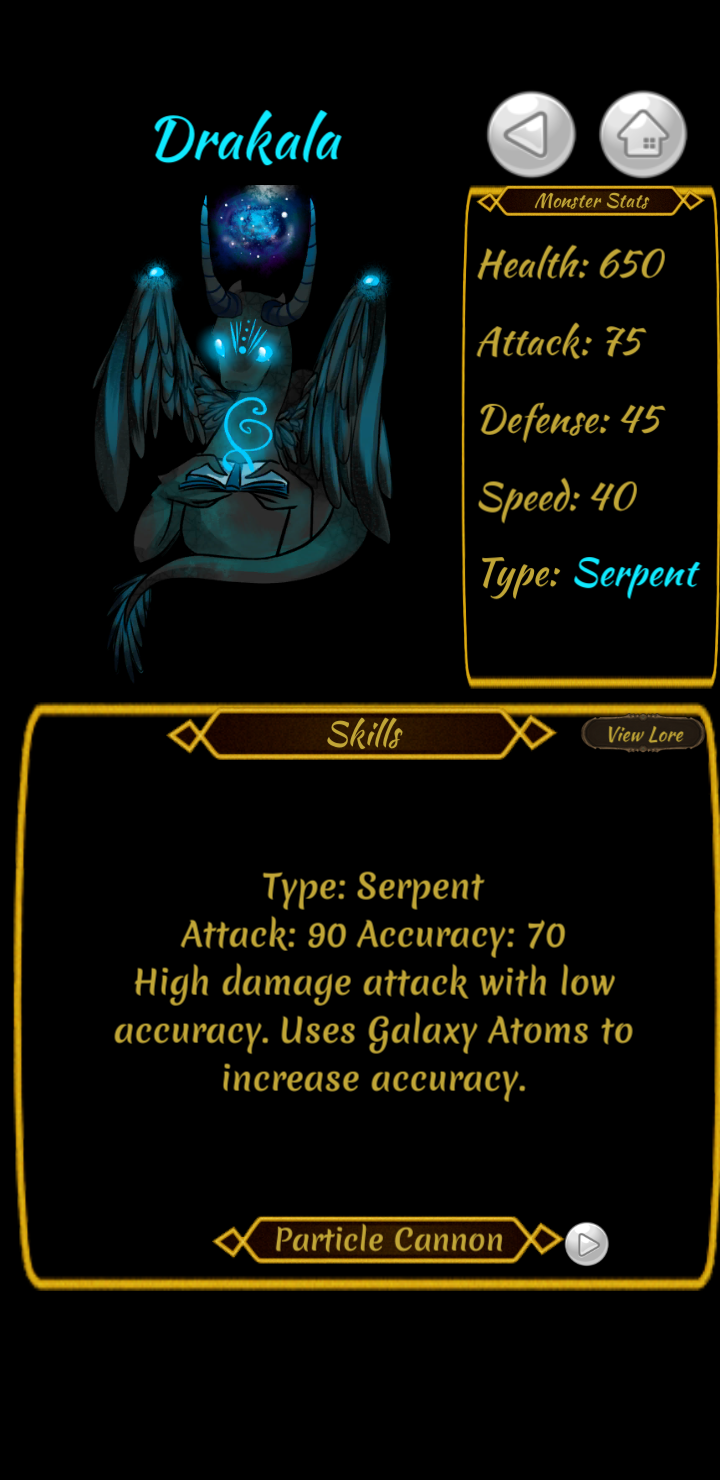 Drakala
Monster Stats
Health: 650
Attack: 75
Defense: 45
Speed: 40
Type: Serpent
Skills
View Lore
Type: Serpent
Attack: 90 Accuracy: 70
High damage attack with low
accuracy. Uses Galaxy Atoms to
increase accuracy.
Particle Cannon